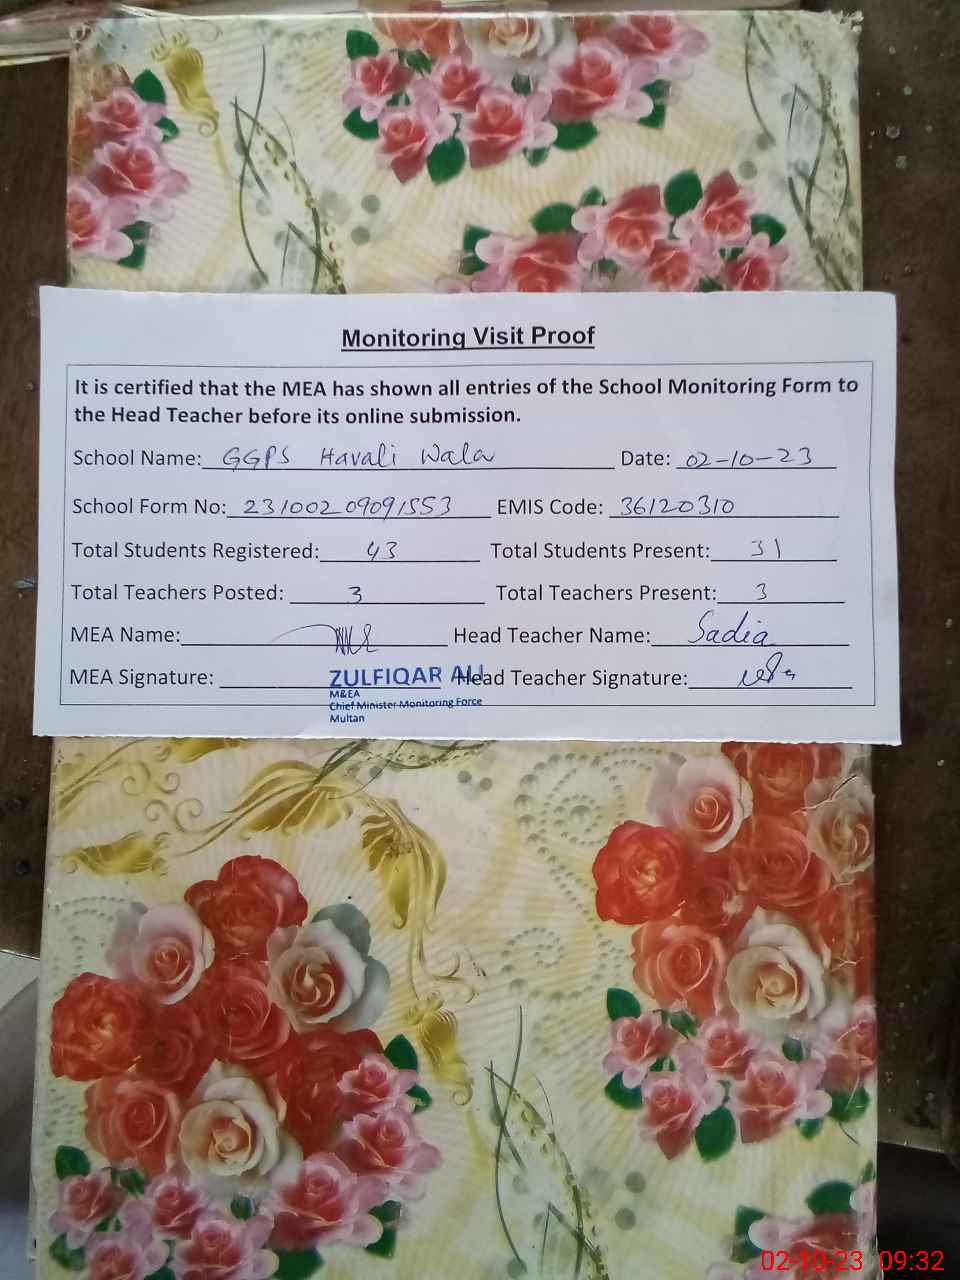 Monitoring Visit Proof
It is certified that the MEA has shown all entries of the School Monitoring Form to
the Head Teacher before its online submission.
School Name: GGPS Havali Wala Date: 02-10-23
School Form No: 23100209091553 EMIS Code: 36120310
Total Students Registered: 43 Total Students Present: 31
Total Teachers Posted: 3 Total Teachers Present: 3
MEA Name: Head Teacher Name: Sadia
MEA Signature: ZULFIQAR ALI Head Teacher Signature:
M&EA
Chief Minister Monitoring Force
Multan
02-10-23 09:32